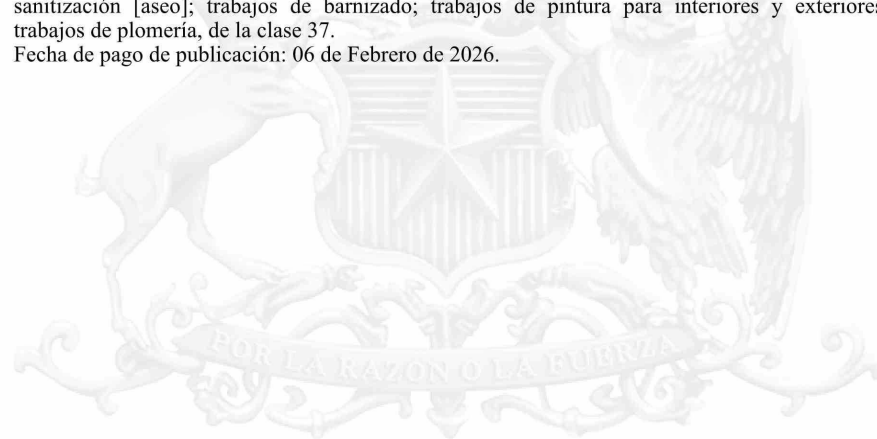 sanitización [aseo]; trabajos de barnizado; trabajos de pintura para interiores y exteriores
trabajos de plomería, de la clase 37.
Fecha de pago de publicación: 06 de Febrero de 2026.
POR LA RAZON O LA FUERZA